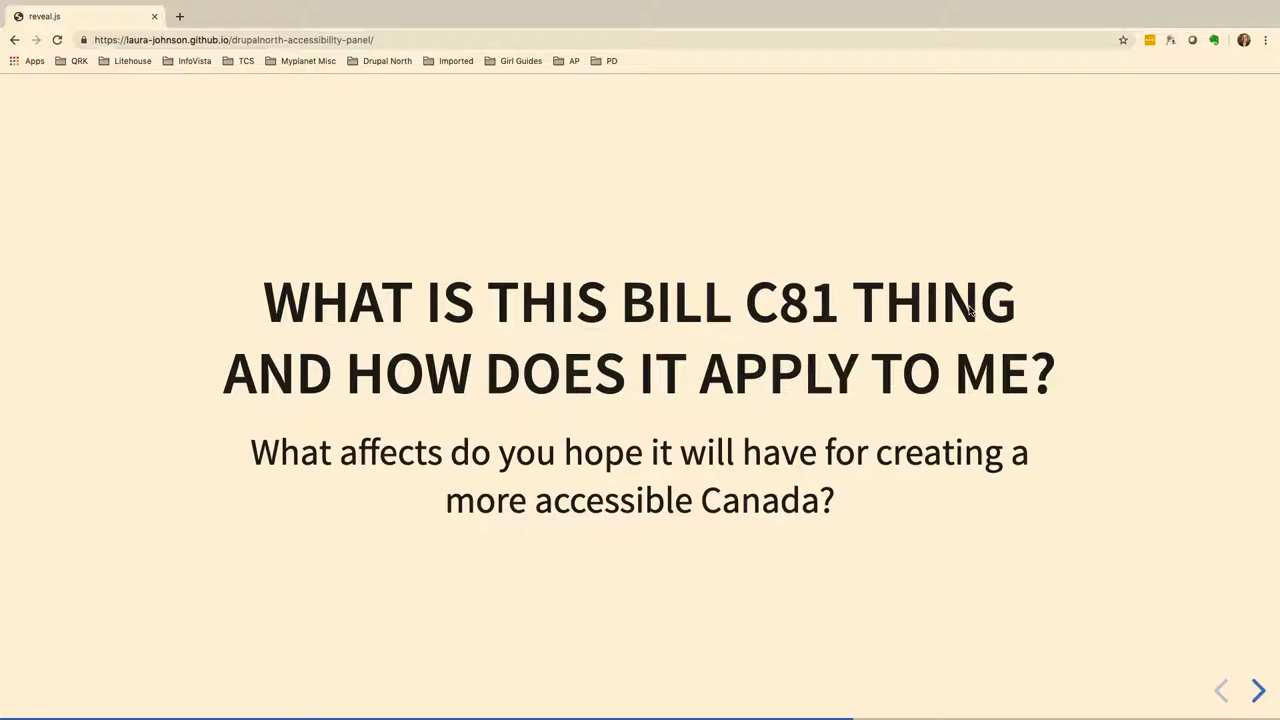 reveal.js
https://laura-johnson.github.io/drupalnorth-accessibility-panel/
Apps QRK Litehouse InfoVista TCS Myplanet Misc Drupal North Imported Girl Guides AP PD
WHAT IS THIS BILL C81 THING
AND HOW DOES IT APPLY TO ME?
What affects do you hope it will have for creating a
more accessible Canada?